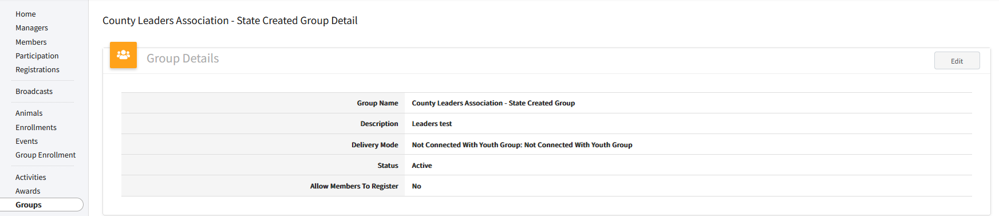 Home
Managers
Members
Participation
Registrations
Broadcasts
Animals
Enrollments
Events
Group Enrollment
Activities
Awards
Groups
County Leaders Association - State Created Group Detail
Group Details
Edit
Group Name County Leaders Association - State Created Group
Description Leaders test
Delivery Mode Not Connected With Youth Group: Not Connected With Youth Group
Status Active
Allow Members To Register No